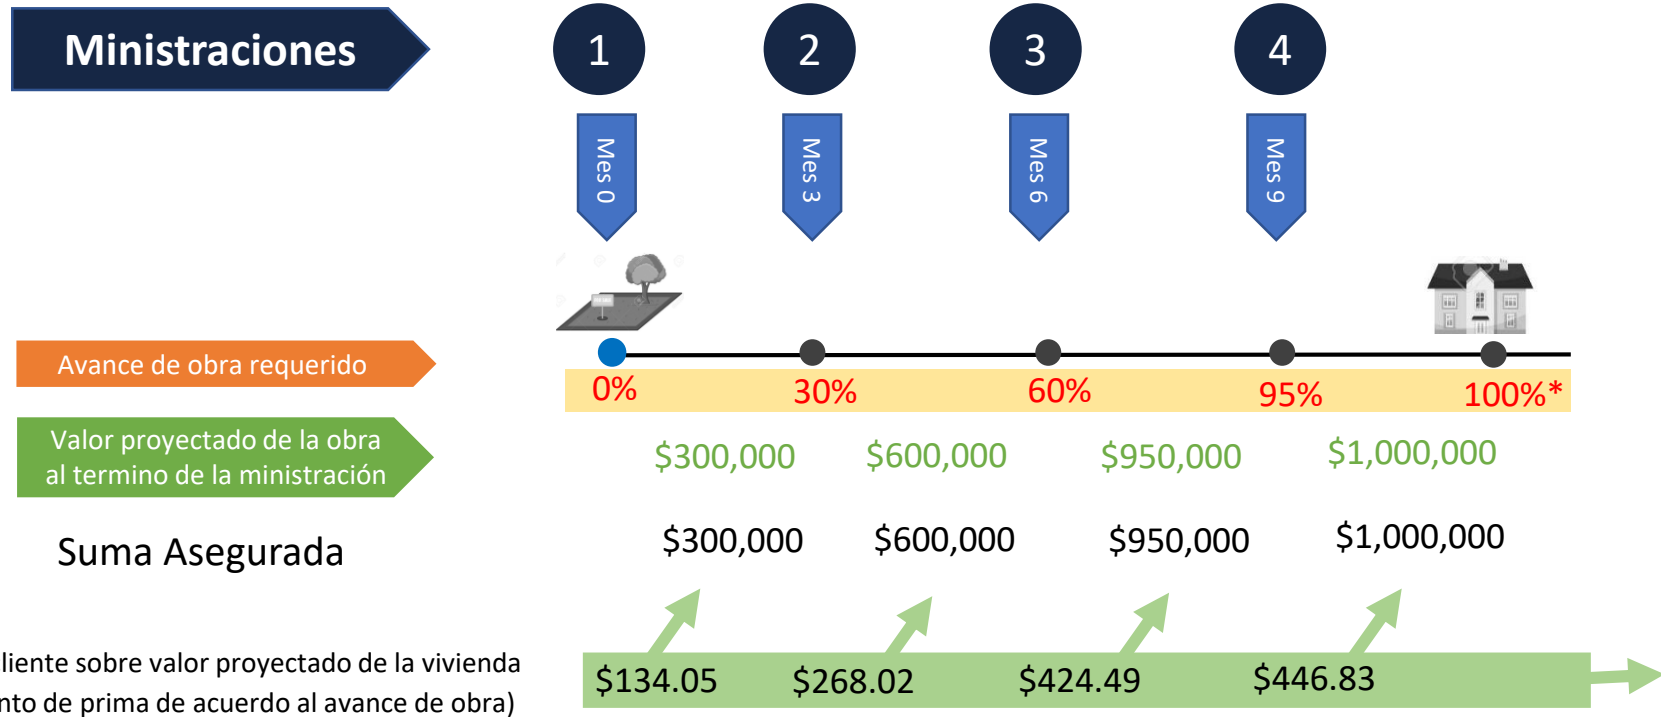 Ministraciones
1 2 3 4
Mes 0 Mes 3 Mes 6 Mes 9
Avance de obra requerido
0% 30% 60% 95% 100%*
Valor proyectado de la obra
al termino de la ministración
$300,000 $600,000 $950,000 $1,000,000
Suma Asegurada
$300,000 $600,000 $950,000 $1,000,000
sobre valor proyectado de la vivienda
de prima de acuerdo al avance de obra)
$134.05 $268.02 $424.49 $446.83